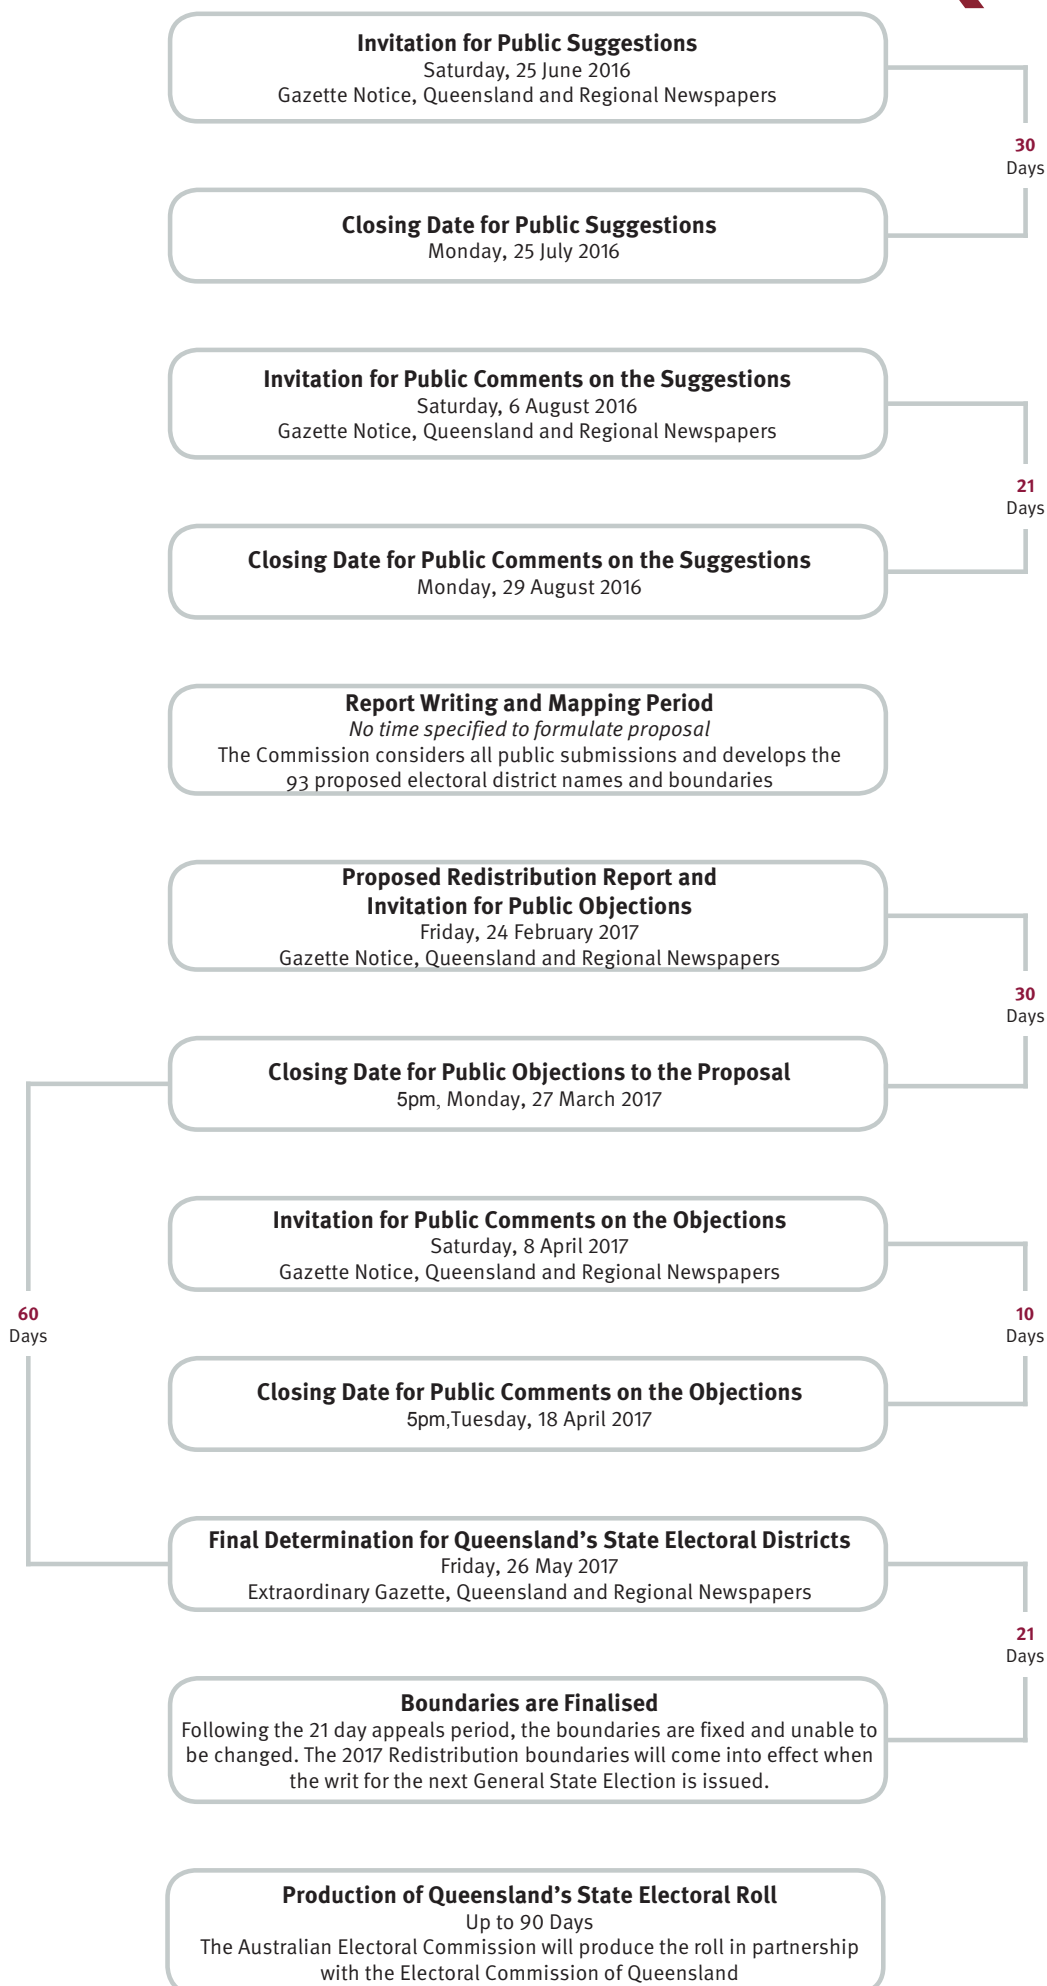 Invitation for Public Suggestions
Saturday, 25 June 2016
Gazette Notice, Queensland and Regional Newspapers
30
Days
Closing Date for Public Suggestions
Monday, 25 July 2016
Invitation for Public Comments on the Suggestions
Saturday, 6 August 2016
Gazette Notice, Queensland and Regional Newspapers
21
Days
Closing Date for Public Comments on the Suggestions
Monday, 29 August 2016
Report Writing and Mapping Period
No time specified to formulate proposal
The Commission considers all public submissions and develops the
93 proposed electoral district names and boundaries
Proposed Redistribution Report and
Invitation for Public Objections
Friday, 24 February 2017
Gazette Notice, Queensland and Regional Newspapers
30
Days
Closing Date for Public Objections to the Proposal
5pm, Monday, 27 March 2017
Invitation for Public Comments on the Objections
Saturday, 8 April 2017
Gazette Notice, Queensland and Regional Newspapers
60
Days
10
Days
Closing Date for Public Comments on the Objections
5pm,Tuesday, 18 April 2017
Final Determination for Queensland’s State Electoral Districts
Friday, 26 May 2017
Extraordinary Gazette, Queensland and Regional Newspapers
21
Days
Boundaries are Finalised
Following the 21 day appeals period, the boundaries are fixed and unable to
be changed. The 2017 Redistribution boundaries will come into effect when
the writ for the next General State Election is issued.
Production of Queensland’s State Electoral Roll
Up to 90 Days
The Australian Electoral Commission will produce the roll in partnership
with the Electoral Commission of Queensland